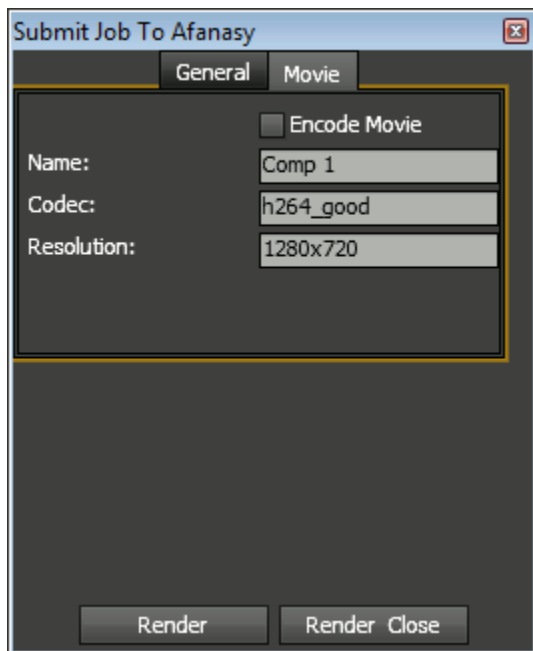 Submit Job To Afanasy
General Movie
Encode Movie
Name: Comp 1
Codec: h264_good
Resolution: 1280x720
Render Render Close